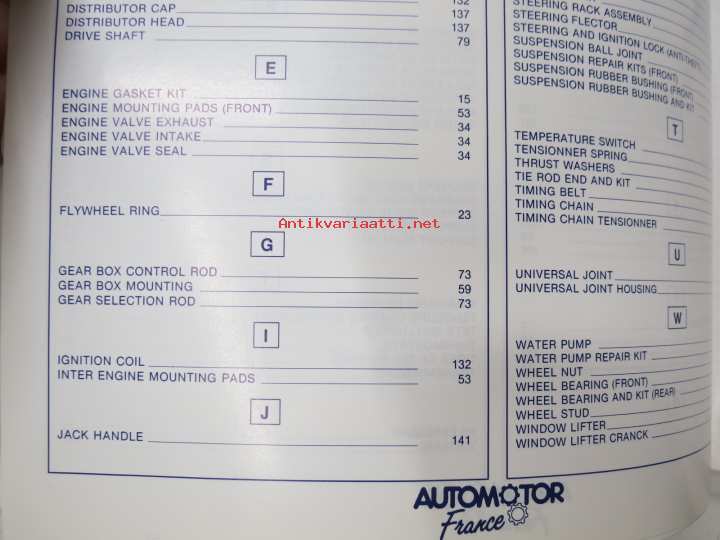 132
DISTRIBUTOR CAP 137
DISTRIBUTOR HEAD 137
DRIVE SHAFT 79
E
ENGINE GASKET KIT 15
ENGINE MOUNTING PADS (FRONT) 53
ENGINE VALVE EXHAUST 34
ENGINE VALVE INTAKE 34
ENGINE VALVE SEAL 34
F
FLYWHEEL RING 23
G
GEAR BOX CONTROL ROD 73
GEAR BOX MOUNTING 59
GEAR SELECTION ROD 73
I
IGNITION COIL 132
INTER ENGINE MOUNTING PADS 53
J
JACK HANDLE 141
STEERING RACK ASSEMBLY
STEERING FLECTOR
STEERING AND IGNITION LOCK (ANTI-THEFT)
SUSPENSION BALL JOINT
SUSPENSION REPAIR KITS (FRONT)
SUSPENSION RUBBER BUSHING (FRONT)
SUSPENSION RUBBER BUSHING AND KIT
T
TEMPERATURE SWITCH
TENSIONNER SPRING
THRUST WASHERS
TIE ROD END AND KIT
TIMING BELT
TIMING CHAIN
TIMING CHAIN TENSIONNER
U
UNIVERSAL JOINT
UNIVERSAL JOINT HOUSING
W
WATER PUMP
WATER PUMP REPAIR KIT
WHEEL NUT
WHEEL BEARING (FRONT)
WHEEL BEARING AND KIT (REAR)
WHEEL STUD
WINDOW LIFTER
WINDOW LIFTER CRANCK
AUTOMOTOR
France
Antikvariaatti.net